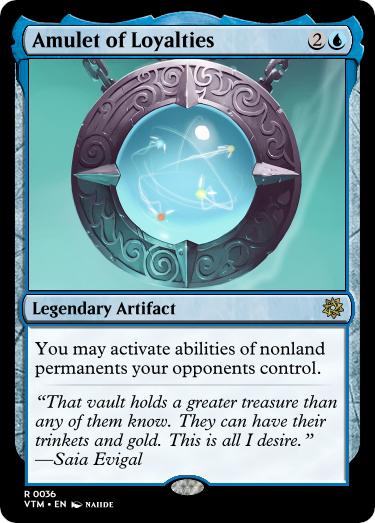 Amulet of Loyalties 2
Legendary Artifact
You may activate abilities of nonland
permanents your opponents control.
“That vault holds a greater treasure than
any of them know. They can have their
trinkets and gold. This is all I desire.”
—Saia Evigal
R 0036
VTM • EN NAIIDE